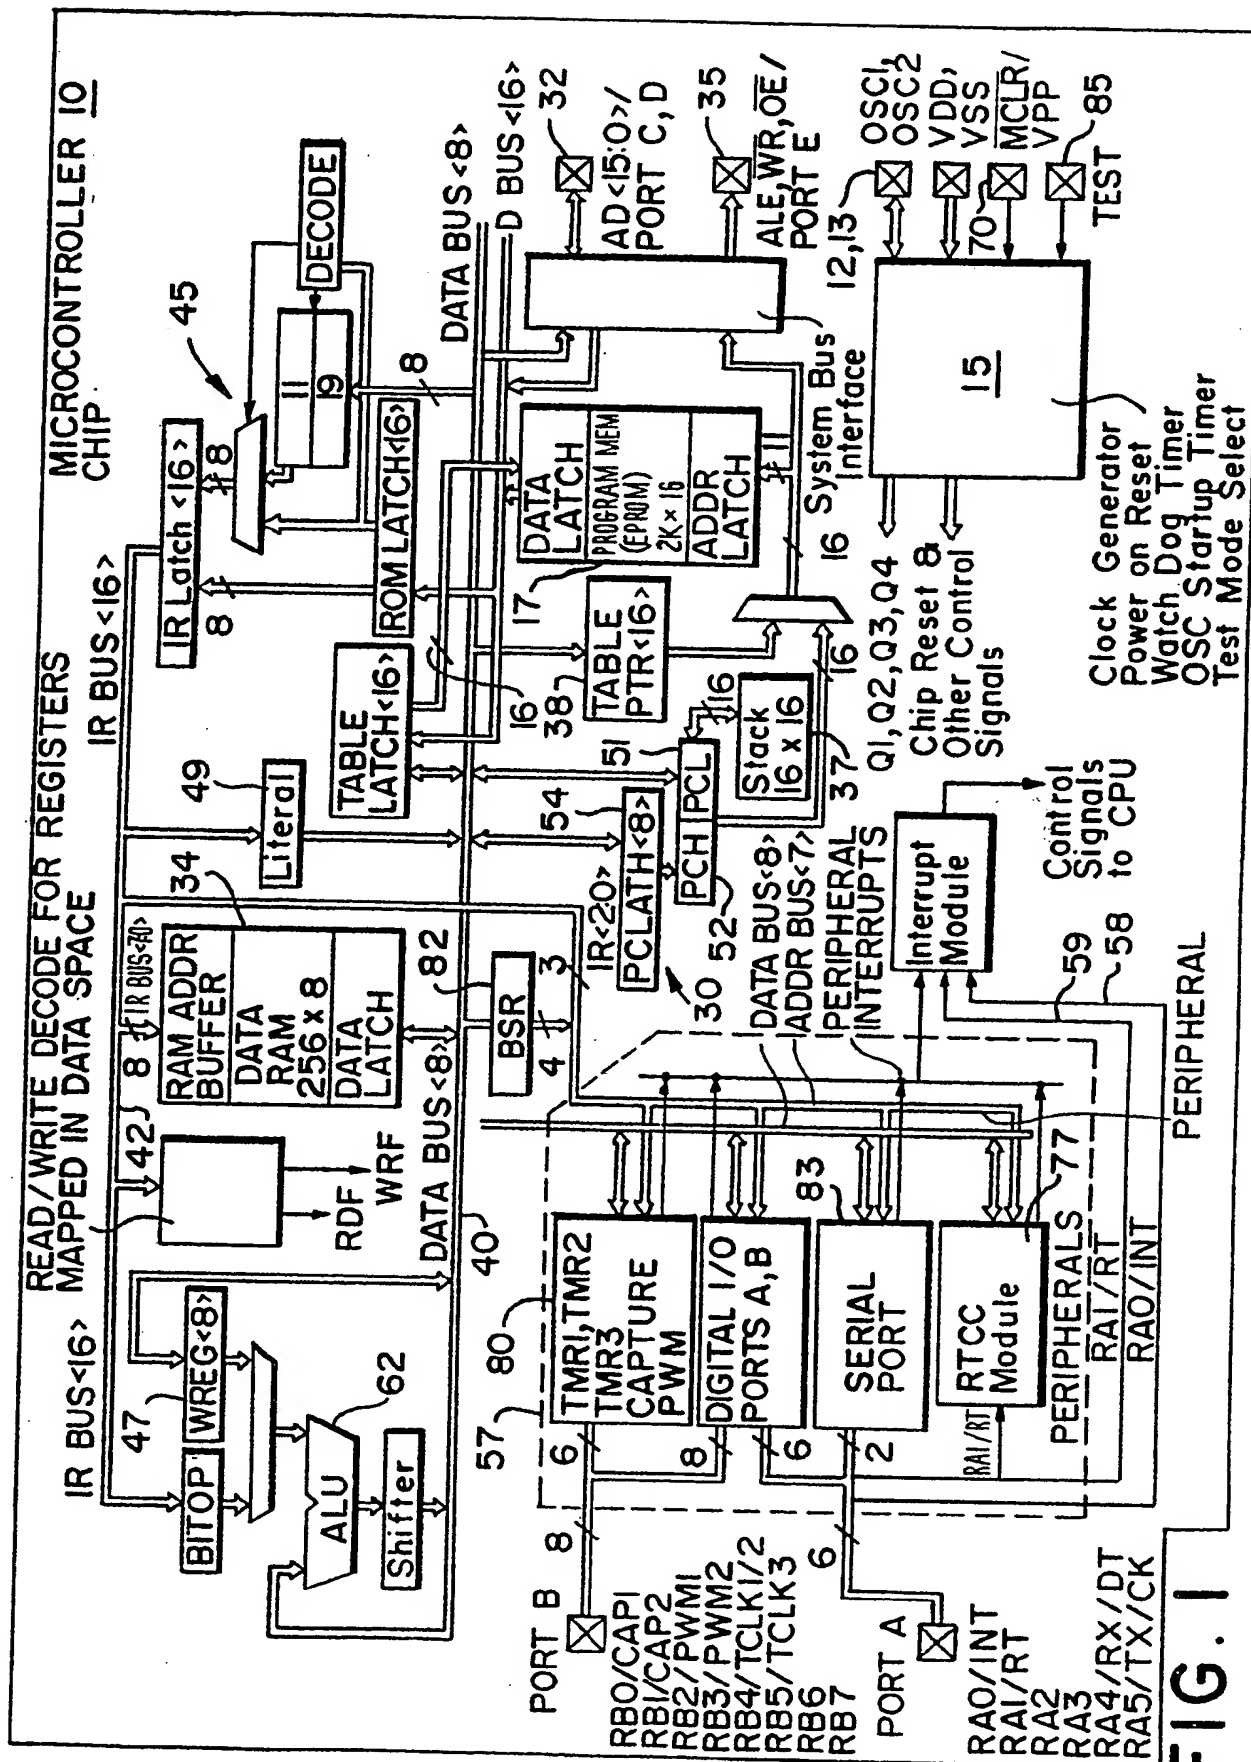 MICROCONTROLLER 10
CHIP
READ/WRITE DECODE FOR REGISTERS
MAPPED IN DATA SPACE
IR BUS<16>
IR BUS<16>
47
BITOP
WREG<8>
62
ALU
Shifter
RDF
WRF
42
8
IR BUS<7:0>
34
RAM ADDR
BUFFER
DATA
RAM
256 x 8
DATA
LATCH
DATA BUS<8>
40
82
BSR
4
3
49
Literal
TABLE
LATCH<16>
IR Latch <16>
8
8
45
ROM LATCH<16>
11
19
DECODE
8
DATA BUS<8>
D BUS<16>
16
IR<2:0>
54
PCLATH<8>
30
51
PCH
PCL
52
16
Stack
16 x 16
37
38
TABLE
PTR<16>
17
DATA
LATCH
PROGRAM MEM
(EPROM)
2K x 16
ADDR
LATCH
11
16
16
System Bus
Interface
32
AD<15:0>/
PORT C,D
35
ALE,WR,OE/
PORT E
57
80
TMR1,TMR2
TMR3
CAPTURE
PWM
DIGITAL I/O
PORTS A,B
83
SERIAL
PORT
RTCC
Module
77
PERIPHERALS
DATA BUS<8>
ADDR BUS<7>
PERIPHERAL
INTERRUPTS
6
8
6
2
RA1/RT
RA1/RT
RA0/INT
59
58
PERIPHERAL
Interrupt
Module
Control
Signals
to CPU
Q1,Q2,Q3,Q4
Chip Reset &
Other Control
Signals
15
12,13
OSC1,
OSC2
VDD,
VSS
70
MCLR/
VPP
85
TEST
Clock Generator
Power on Reset
Watch Dog Timer
OSC Startup Timer
Test Mode Select
PORT B
8
RB0/CAP1
RB1/CAP2
RB2/PWM1
RB3/PWM2
RB4/TCLK1/2
RB5/TCLK3
RB6
RB7
PORT A
6
RA0/INT
RA1/RT
RA2
RA3
RA4/RX/DT
RA5/TX/CK
FIG. 1